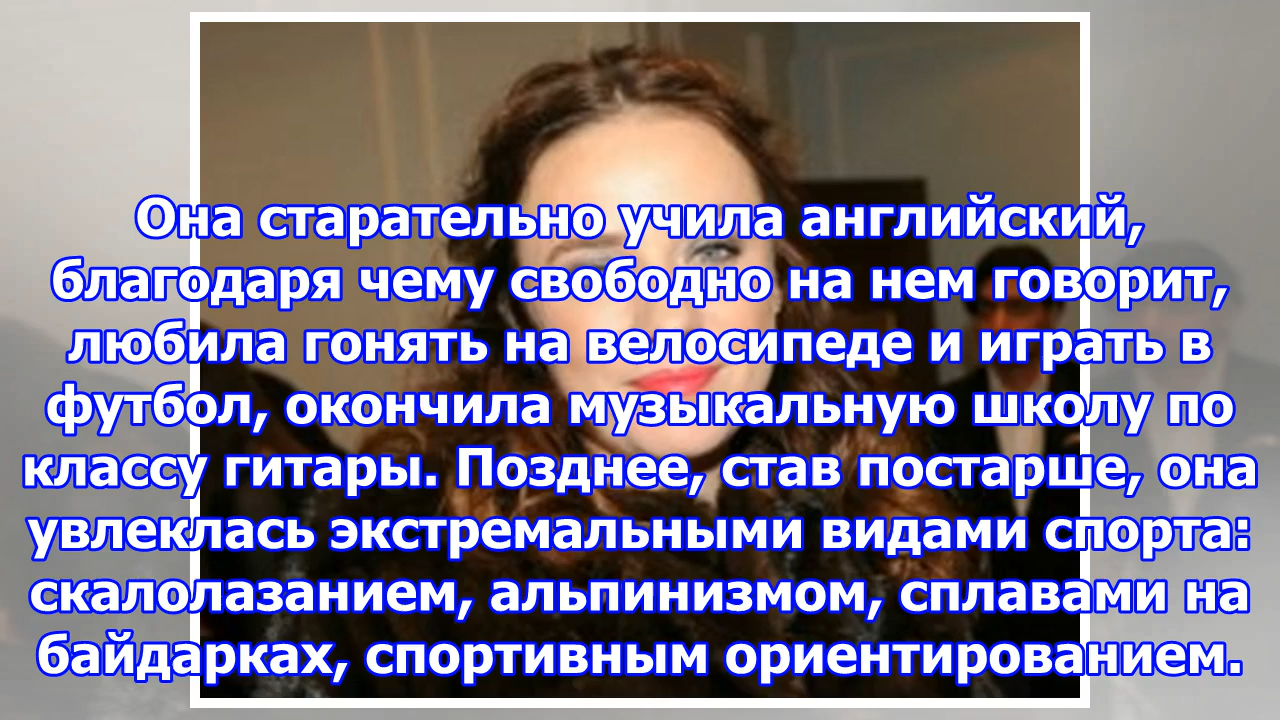 Она старательно учила английский,
благодаря чему свободно на нем говорит,
любила гонять на велосипеде и играть в
футбол, окончила музыкальную школу по
классу гитары. Позднее, став постарше, она
увлеклась экстремальными видами спорта:
скалолазанием, альпинизмом, сплавами на
байдарках, спортивным ориентированием.